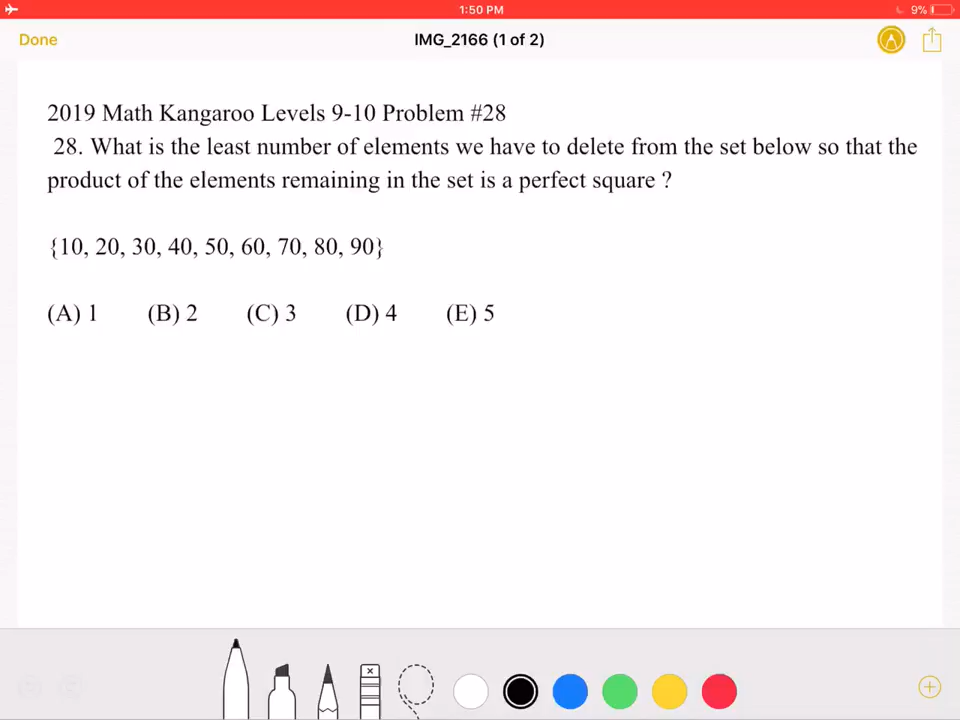 1:50 PM
9%
Done
IMG_2166 (1 of 2)
2019 Math Kangaroo Levels 9-10 Problem #28
28. What is the least number of elements we have to delete from the set below so that the
product of the elements remaining in the set is a perfect square ?
{10, 20, 30, 40, 50, 60, 70, 80, 90}
(A) 1 (B) 2 (C) 3 (D) 4 (E) 5